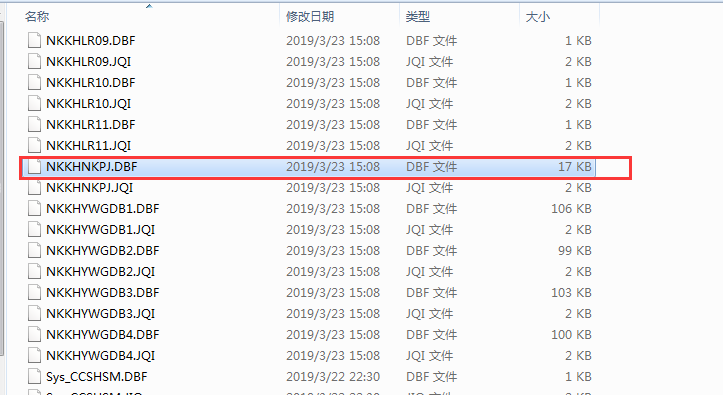 名称 修改日期 类型 大小
NKKHLR09.DBF 2019/3/23 15:08 DBF 文件 1 KB
NKKHLR09.JQI 2019/3/23 15:08 JQI 文件 2 KB
NKKHLR10.DBF 2019/3/23 15:08 DBF 文件 1 KB
NKKHLR10.JQI 2019/3/23 15:08 JQI 文件 2 KB
NKKHLR11.DBF 2019/3/23 15:08 DBF 文件 1 KB
NKKHLR11.JQI 2019/3/23 15:08 JQI 文件 2 KB
NKKHNKPJ.DBF 2019/3/23 15:08 DBF 文件 17 KB
NKKHNKPJ.JQI 2019/3/23 15:08 JQI 文件 2 KB
NKKHYWGDB1.DBF 2019/3/23 15:08 DBF 文件 106 KB
NKKHYWGDB1.JQI 2019/3/23 15:08 JQI 文件 2 KB
NKKHYWGDB2.DBF 2019/3/23 15:08 DBF 文件 99 KB
NKKHYWGDB2.JQI 2019/3/23 15:08 JQI 文件 2 KB
NKKHYWGDB3.DBF 2019/3/23 15:08 DBF 文件 103 KB
NKKHYWGDB3.JQI 2019/3/23 15:08 JQI 文件 2 KB
NKKHYWGDB4.DBF 2019/3/23 15:08 DBF 文件 100 KB
NKKHYWGDB4.JQI 2019/3/23 15:08 JQI 文件 2 KB
Sys_CCSHSM.DBF 2019/3/22 22:30 DBF 文件 1 KB